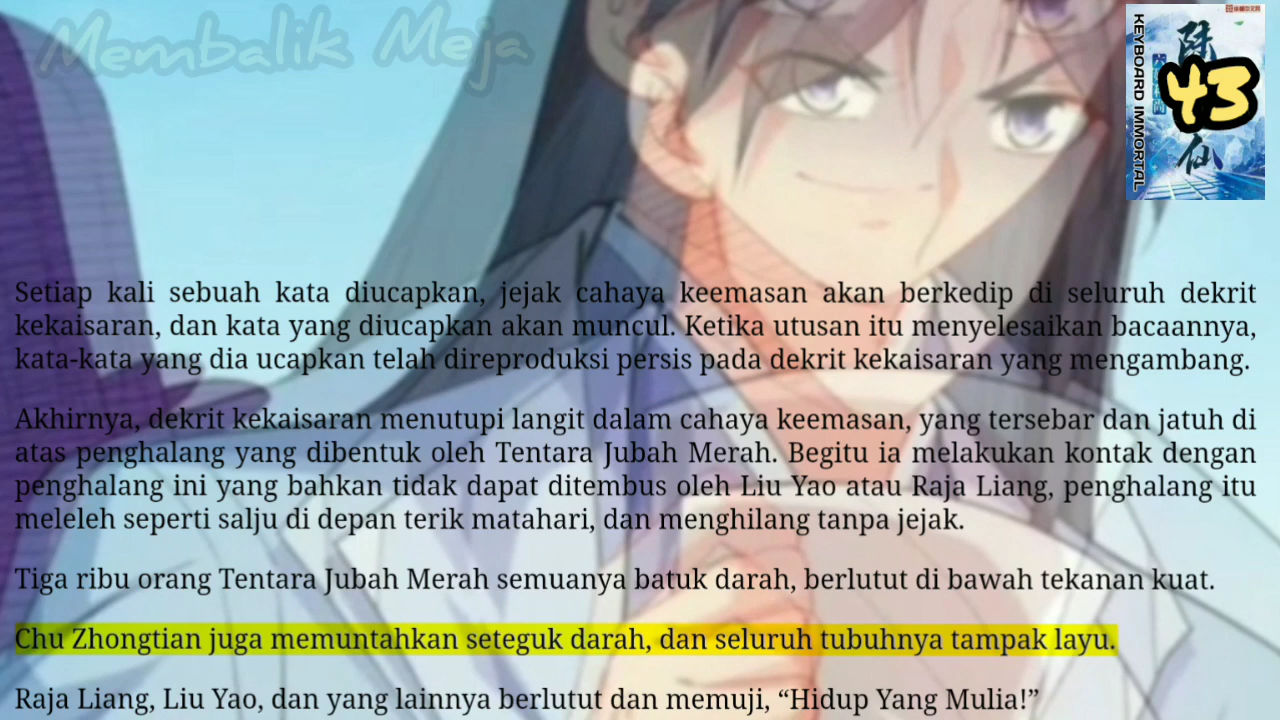 Membalik Meja
KEYBOARD IMMORTAL
陆
43
仙
Setiap kali sebuah kata diucapkan, jejak cahaya keemasan akan berkedip di seluruh dekrit
kekaisaran, dan kata yang diucapkan akan muncul. Ketika utusan itu menyelesaikan bacaannya,
kata-kata yang dia ucapkan telah direproduksi persis pada dekrit kekaisaran yang mengambang.
Akhirnya, dekrit kekaisaran menutupi langit dalam cahaya keemasan, yang tersebar dan jatuh di
atas penghalang yang dibentuk oleh Tentara Jubah Merah. Begitu ia melakukan kontak dengan
penghalang ini yang bahkan tidak dapat ditembus oleh Liu Yao atau Raja Liang, penghalang itu
meleleh seperti salju di depan terik matahari, dan menghilang tanpa jejak.
Tiga ribu orang Tentara Jubah Merah semuanya batuk darah, berlutut di bawah tekanan kuat.
Chu Zhongtian juga memuntahkan seteguk darah, dan seluruh tubuhnya tampak layu.
Raja Liang, Liu Yao, dan yang lainnya berlutut dan memuji, “Hidup Yang Mulia!”